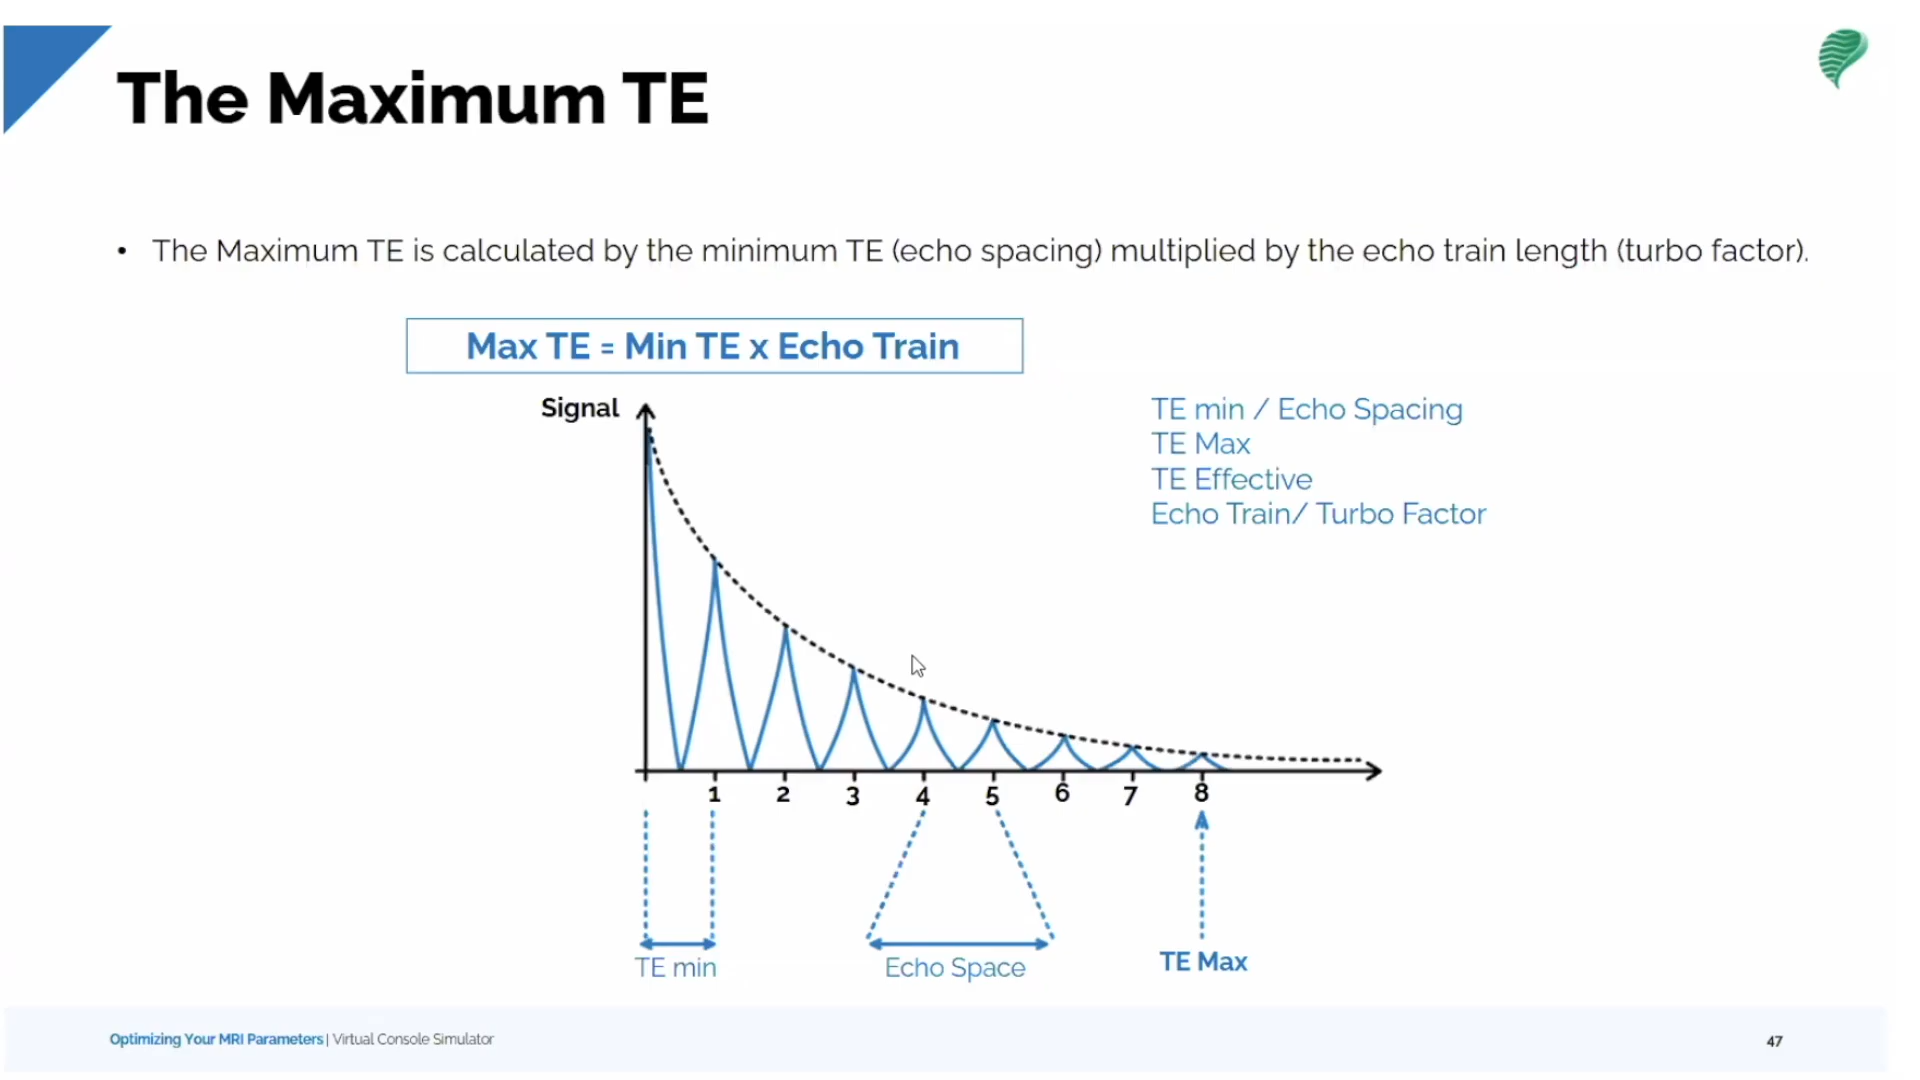 The Maximum TE
• The Maximum TE is calculated by the minimum TE (echo spacing) multiplied by the echo train length (turbo factor).
Max TE = Min TE x Echo Train
Signal
TE min / Echo Spacing
TE Max
TE Effective
Echo Train/ Turbo Factor
1 2 3 4 5 6 7 8
TE min
Echo Space
TE Max
Optimizing Your MRI Parameters | Virtual Console Simulator
47